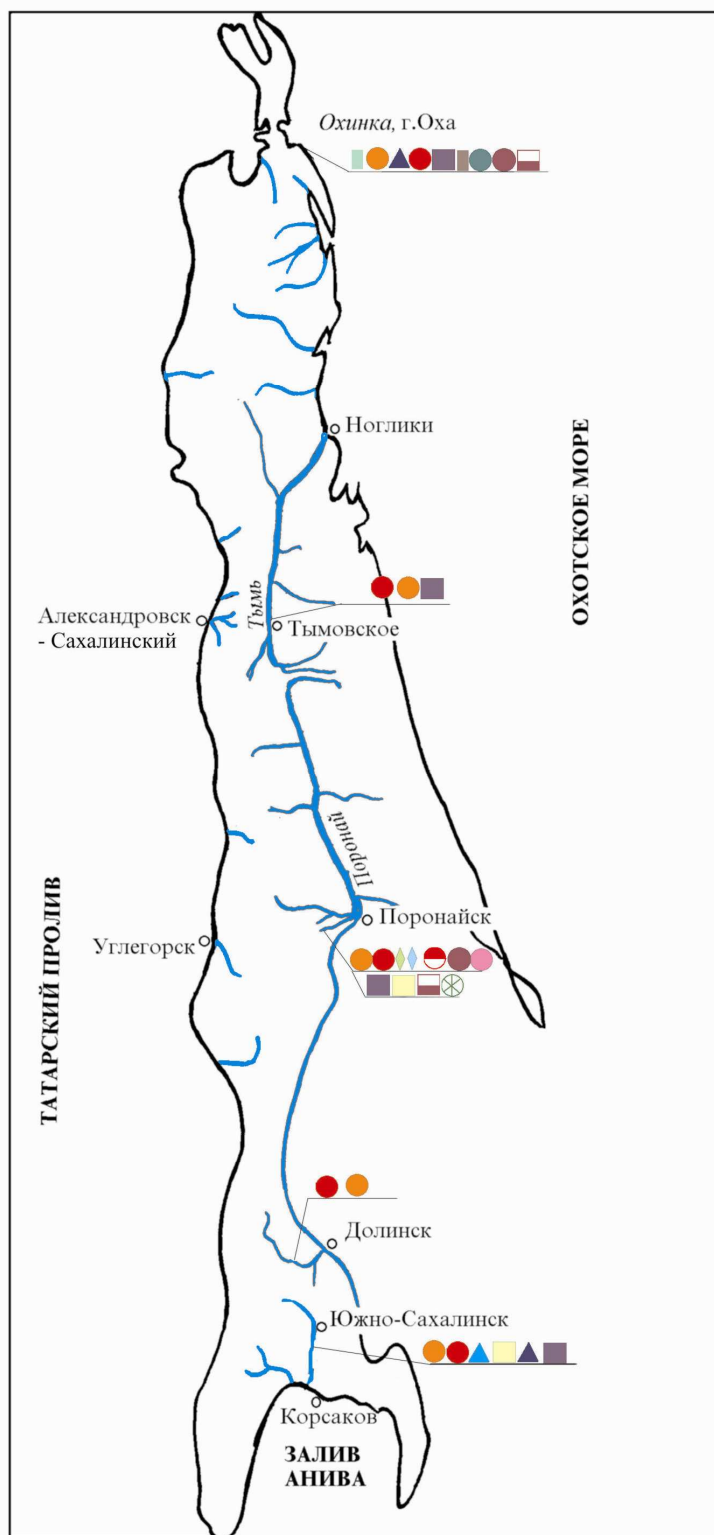 Охинка, г.Оха
Ноглики
ОХОТСКОЕ МОРЕ
Тымь
Александровск
- Сахалинский
Тымовское
Поронай
Поронайск
Углегорск
ТАТАРСКИЙ ПРОЛИВ
Долинск
Южно-Сахалинск
Корсаков
ЗАЛИВ
АНИВА